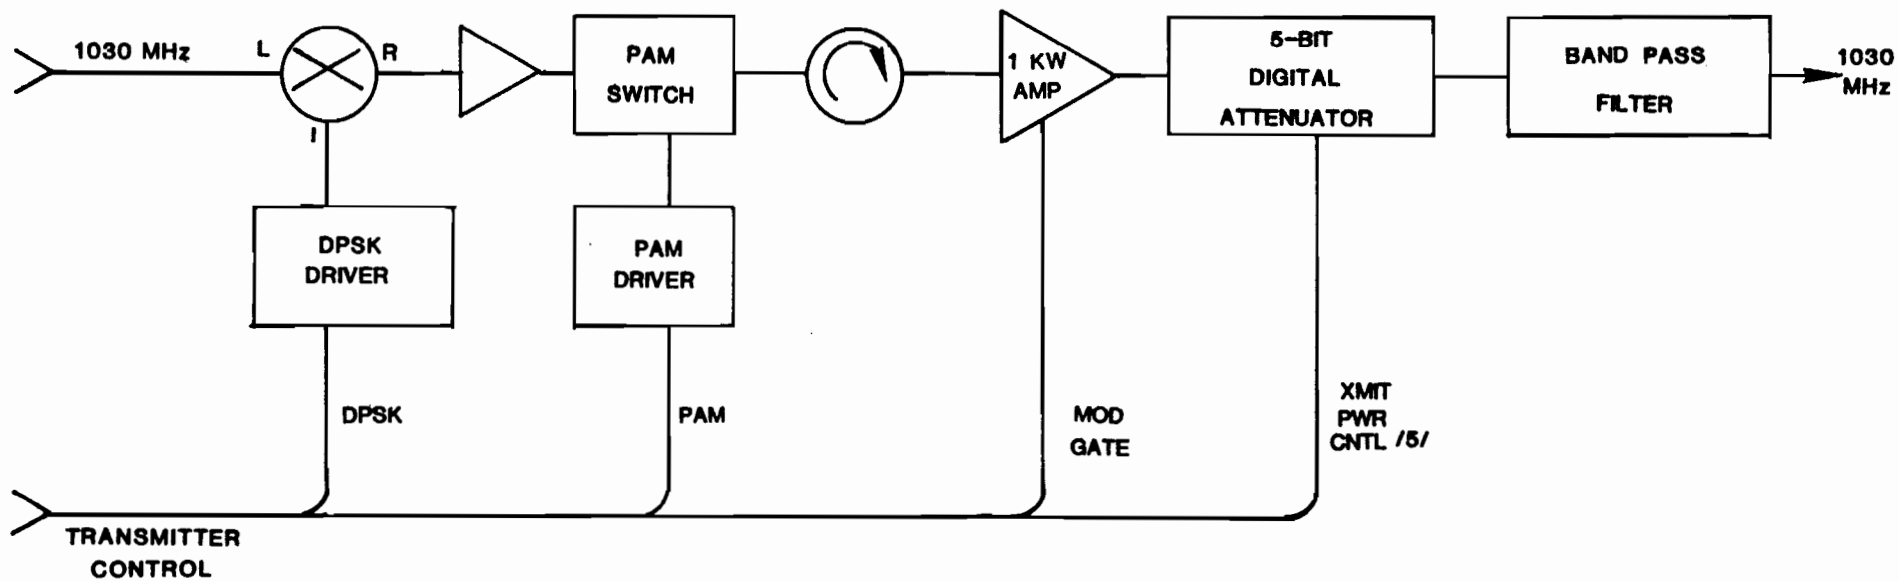 1030 MHz
L
R
I
PAM
SWITCH
1 KW
AMP
5-BIT
DIGITAL
ATTENUATOR
BAND PASS
FILTER
1030
MHz
DPSK
DRIVER
PAM
DRIVER
DPSK
PAM
MOD
GATE
XMIT
PWR
CNTL /5/
TRANSMITTER
CONTROL